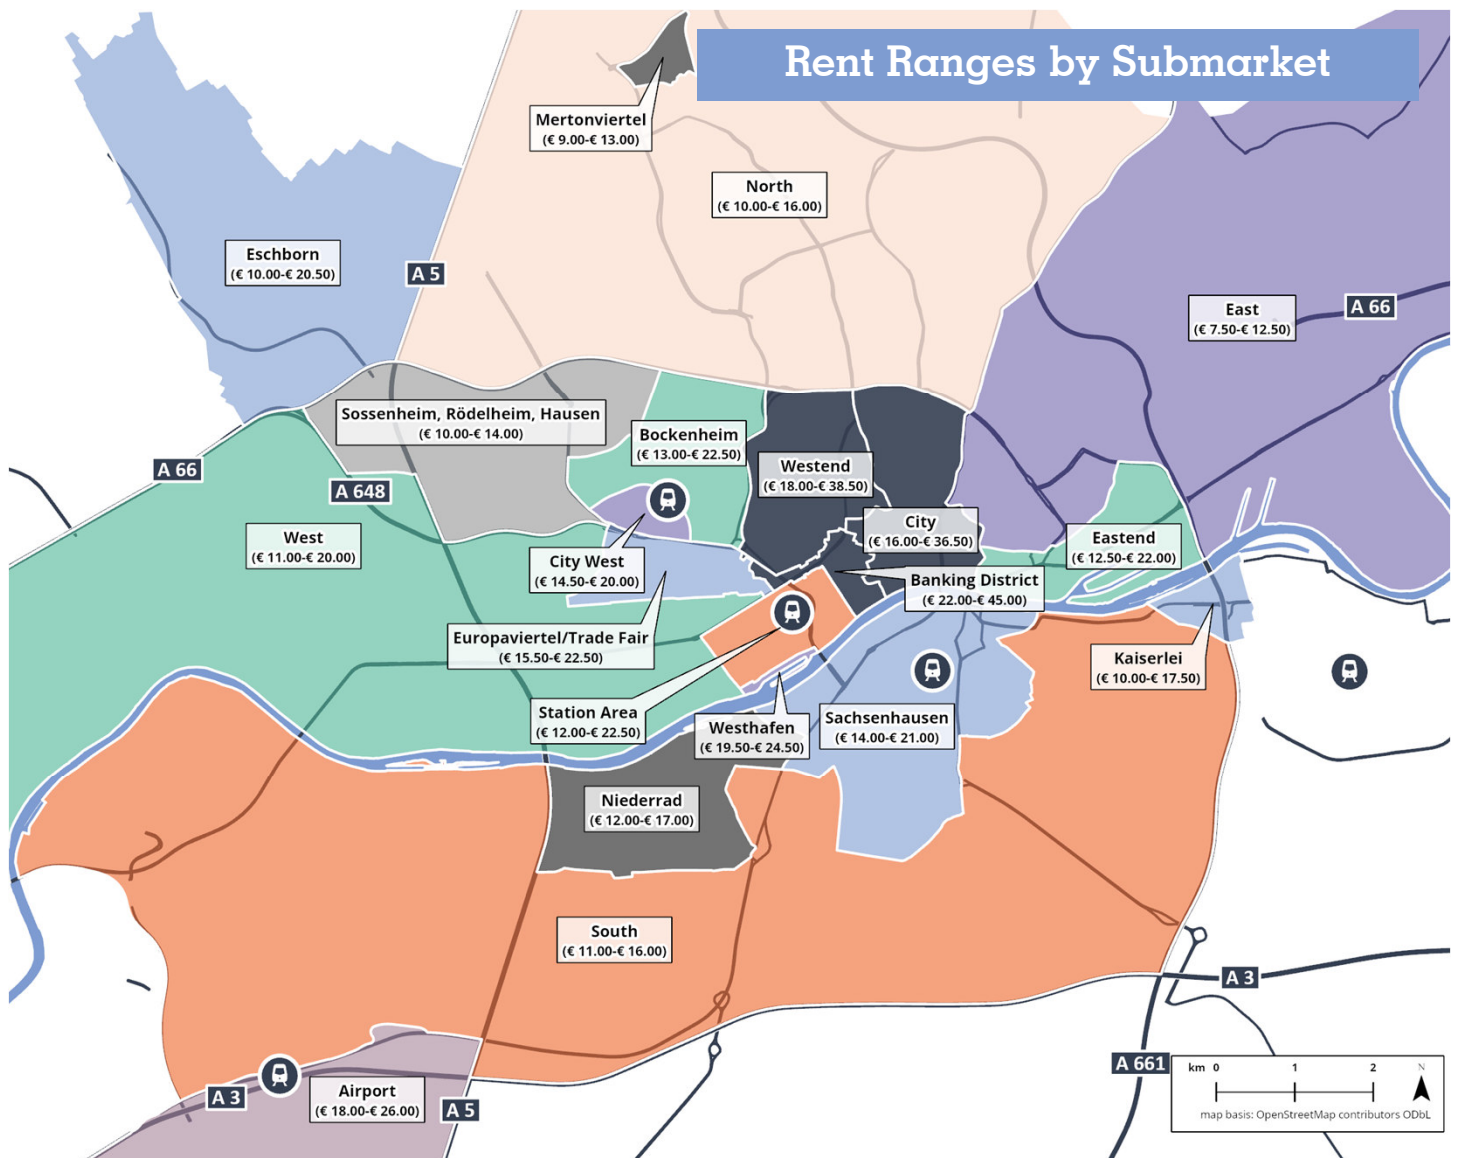 Rent Ranges by Submarket
Mertonviertel
(€ 9.00-€ 13.00)
North
(€ 10.00-€ 16.00)
Eschborn
(€ 10.00-€ 20.50)
A 5
East
(€ 7.50-€ 12.50)
A 66
Sossenheim, Rödelheim, Hausen
(€ 10.00-€ 14.00)
Bockenheim
(€ 13.00-€ 22.50)
Westend
(€ 18.00-€ 38.50)
A 66
A 648
West
(€ 11.00-€ 20.00)
City
(€ 16.00-€ 36.50)
Eastend
(€ 12.50-€ 22.00)
City West
(€ 14.50-€ 20.00)
Banking District
(€ 22.00-€ 45.00)
Europaviertel/Trade Fair
(€ 15.50-€ 22.50)
Kaiserlei
(€ 10.00-€ 17.50)
Station Area
(€ 12.00-€ 22.50)
Westhafen
(€ 19.50-€ 24.50)
Sachsenhausen
(€ 14.00-€ 21.00)
Niederrad
(€ 12.00-€ 17.00)
South
(€ 11.00-€ 16.00)
A 3
A 661
Airport
(€ 18.00-€ 26.00)
A 3
A 5
km 0 1 2 N
map basis: OpenStreetMap contributors ODbL